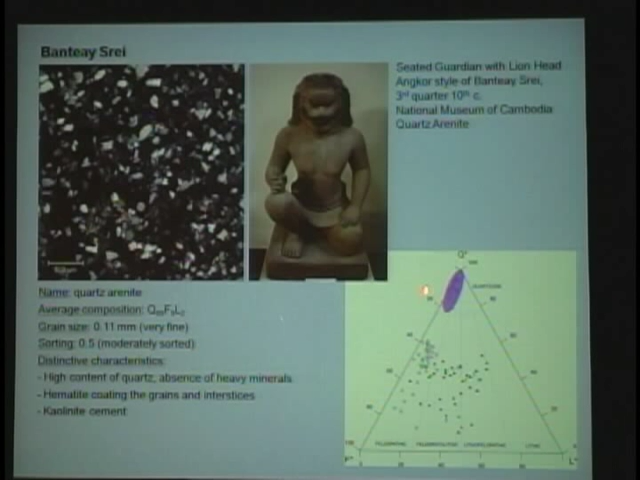 Banteay Srei
Seated Guardian with Lion Head
Angkor style of Banteay Srei,
3rd quarter 10th c.
National Museum of Cambodia
Quartz Arenite
Name: quartz arenite
Average composition:
Grain size: 0.11 mm (very fine)
Sorting: 0.5 (moderately sorted)
Distinctive characteristics:
- High content of quartz, absence of heavy minerals
- Hematite coating the grains and interstices
- Kaolinite cement